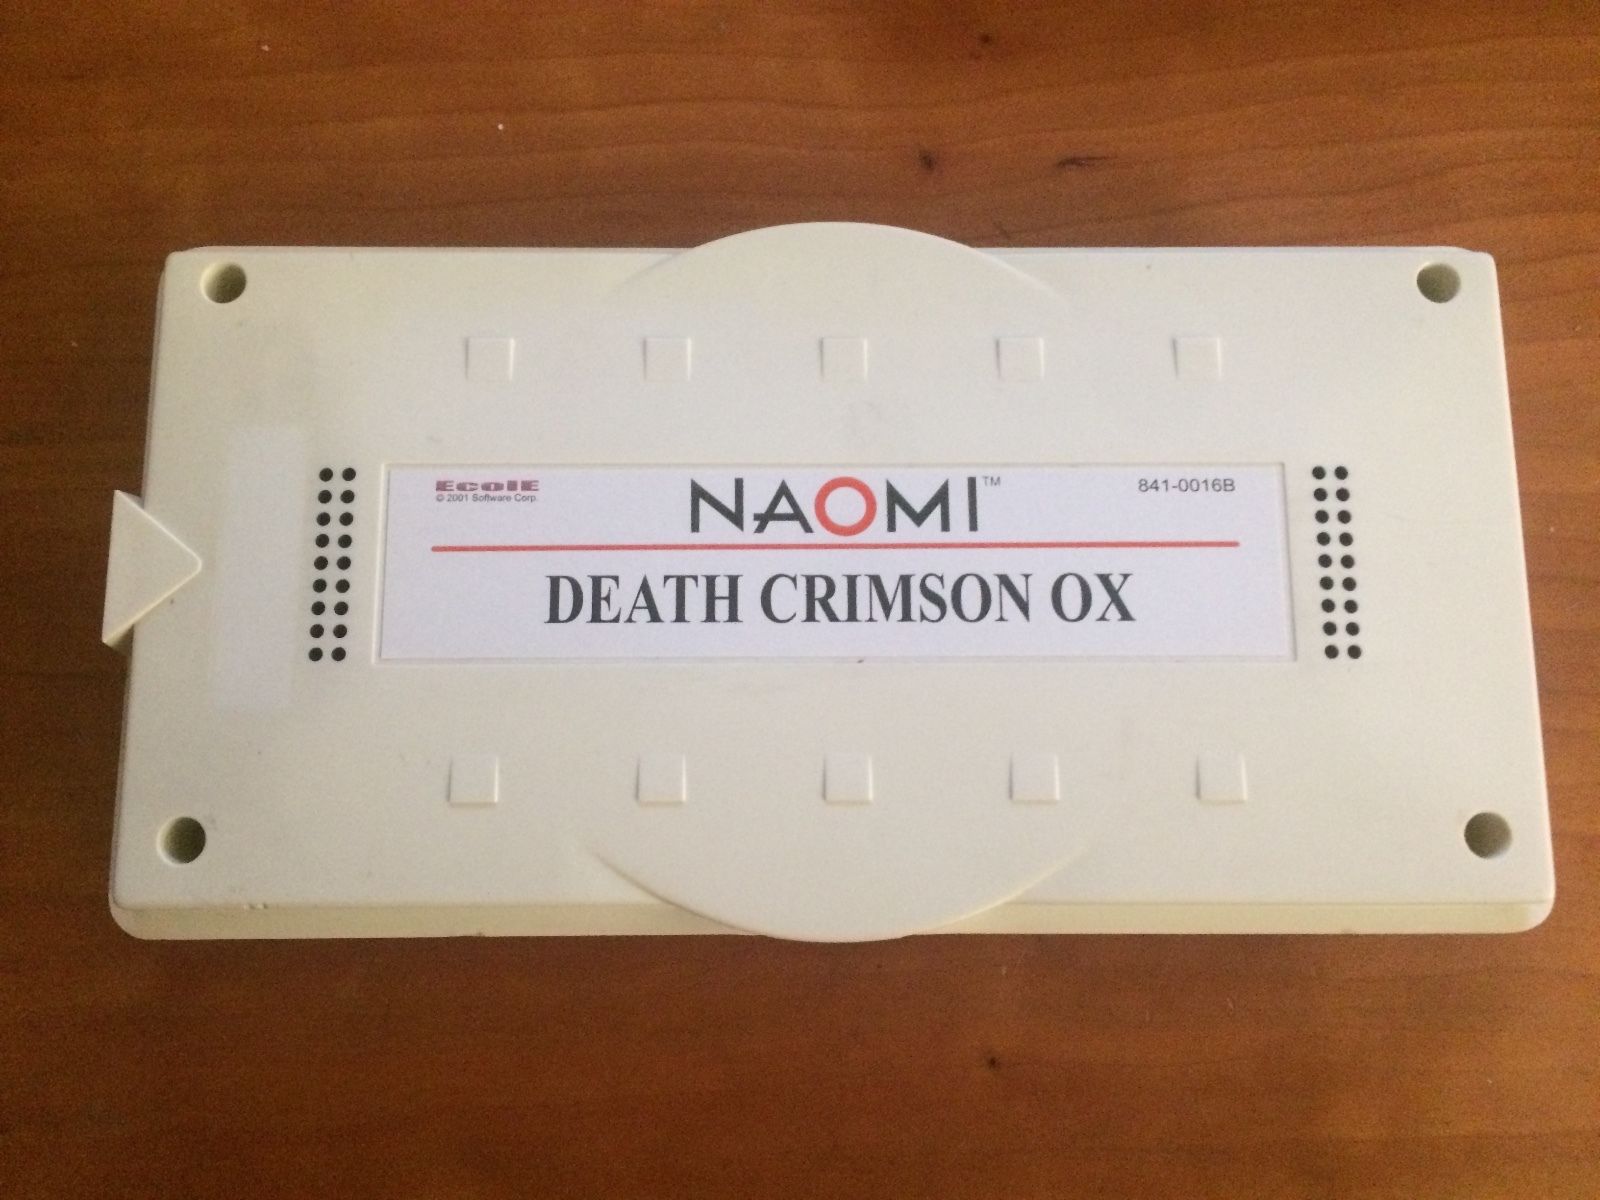 EcolE
© 2001 Software Corp.
NAOMI™
841-0016B
DEATH CRIMSON OX